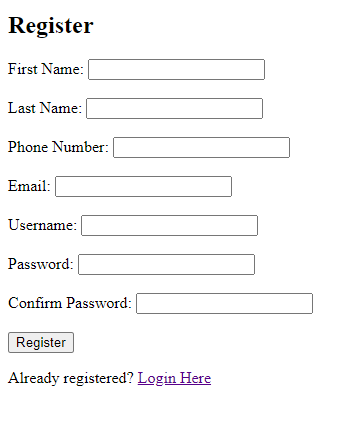 Register
First Name:
Last Name:
Phone Number:
Email:
Username:
Password:
Confirm Password:
Register
Already registered? Login Here